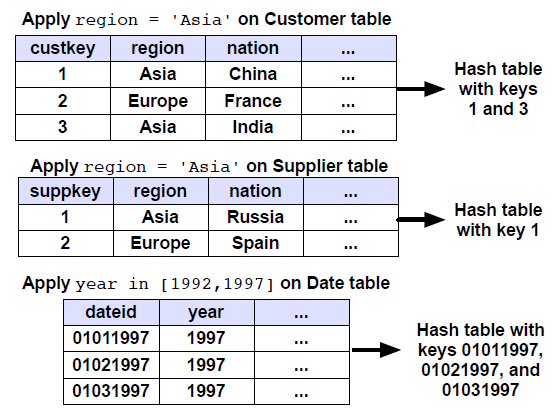 Apply region = 'Asia' on Customer table
custkey region nation ...
1 Asia China ...
2 Europe France ...
3 Asia India ...
Hash table
with keys
1 and 3
Apply region = 'Asia' on Supplier table
suppkey region nation ...
1 Asia Russia ...
2 Europe Spain ...
Hash table
with key 1
Apply year in [1992,1997] on Date table
dateid year ...
01011997 1997 ...
01021997 1997 ...
01031997 1997 ...
Hash table with
keys 01011997,
01021997, and
01031997